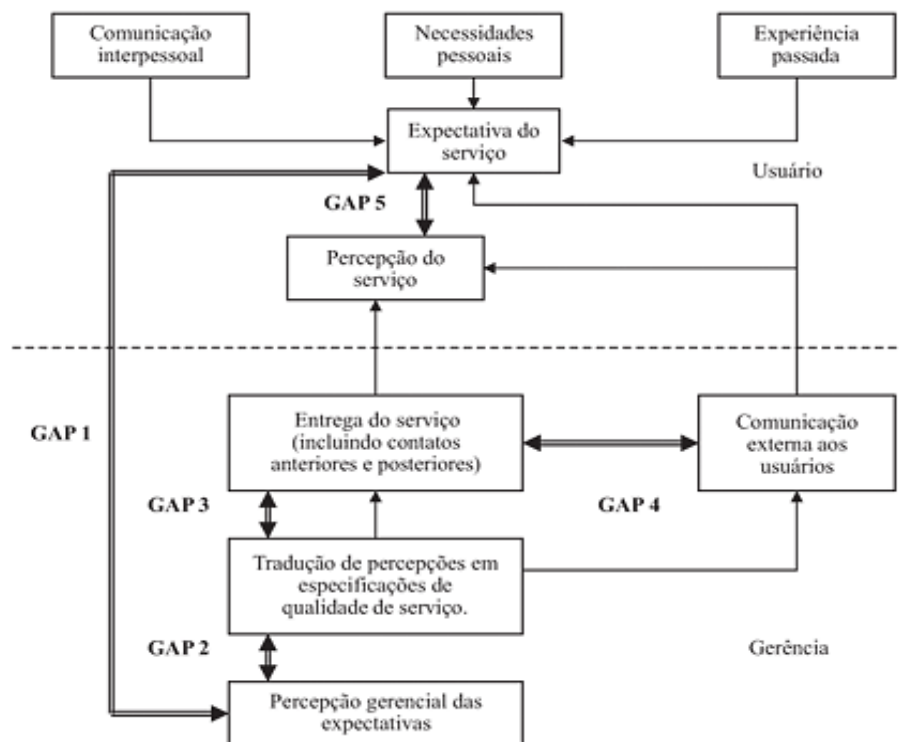 Comunicação
interpessoal
Necessidades
pessoais
Experiência
passada
Expectativa do
serviço
Usuário
GAP 5
Percepção do
serviço
GAP 1
Entrega do serviço
(incluindo contatos
anteriores e posteriores)
Comunicação
externa aos
usuários
GAP 3
GAP 4
Tradução de percepções em
especificações de
qualidade de serviço.
GAP 2
Gerência
Percepção gerencial das
expectativas